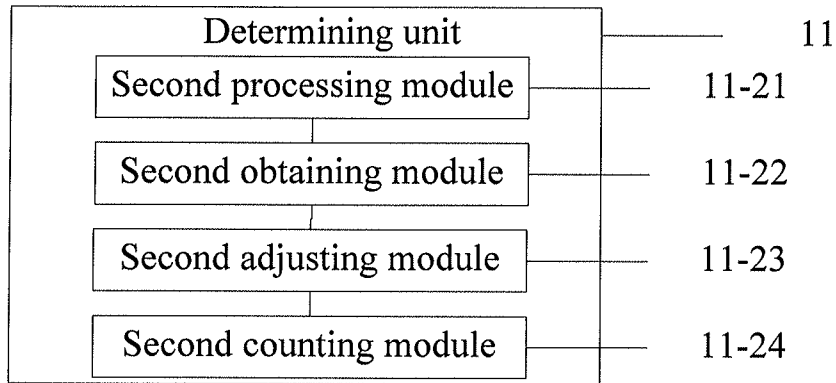 Determining unit 11
Second processing module 11-21
Second obtaining module 11-22
Second adjusting module 11-23
Second counting module 11-24